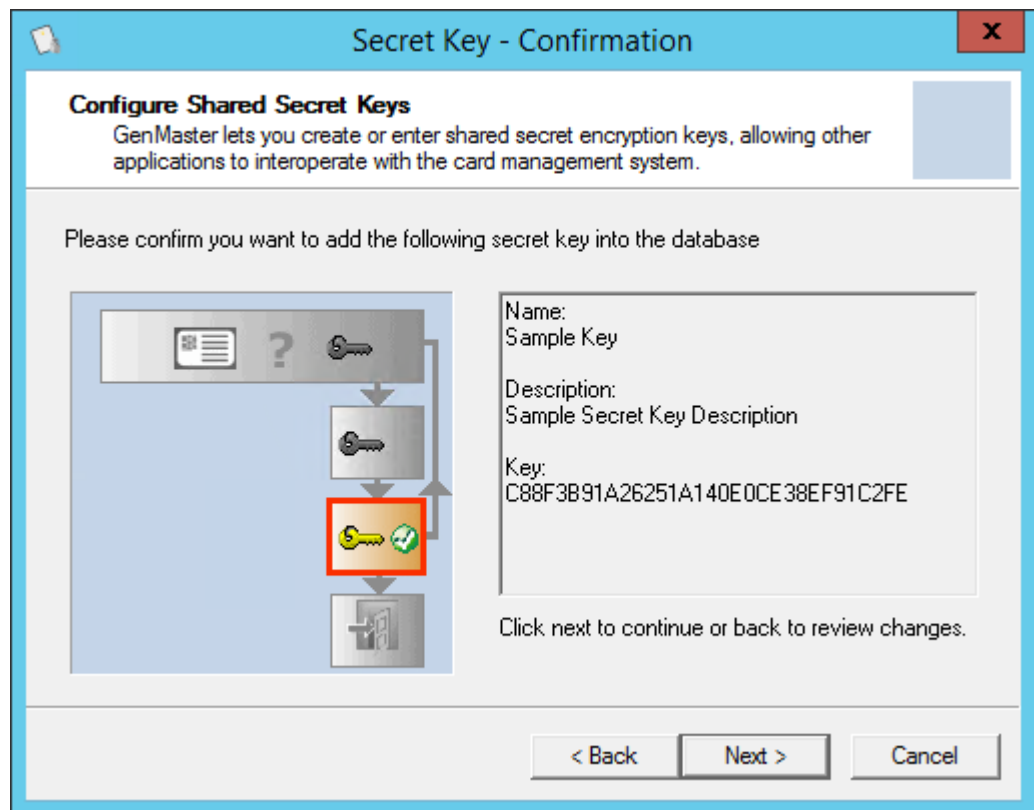 Secret Key - Confirmation
x
Configure Shared Secret Keys
GenMaster lets you create or enter shared secret encryption keys, allowing other
applications to interoperate with the card management system.
Please confirm you want to add the following secret key into the database
?
Name:
Sample Key
Description:
Sample Secret Key Description
Key:
C88F3B91A26251A140E0CE38EF91C2FE
Click next to continue or back to review changes.
< Back
Next >
Cancel